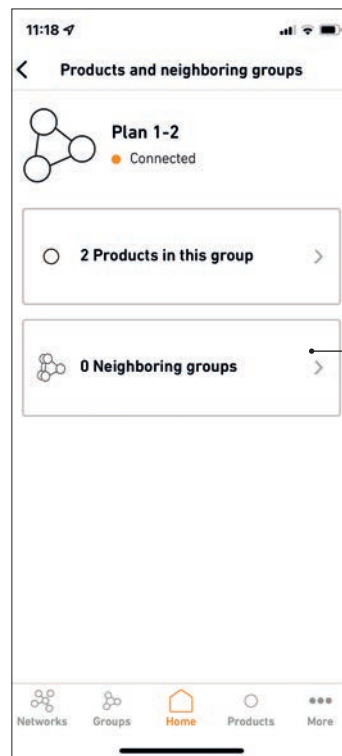 11:18
Products and neighboring groups
Plan 1-2
Connected
2 Products in this group
0 Neighboring groups
Networks Groups Home Products More